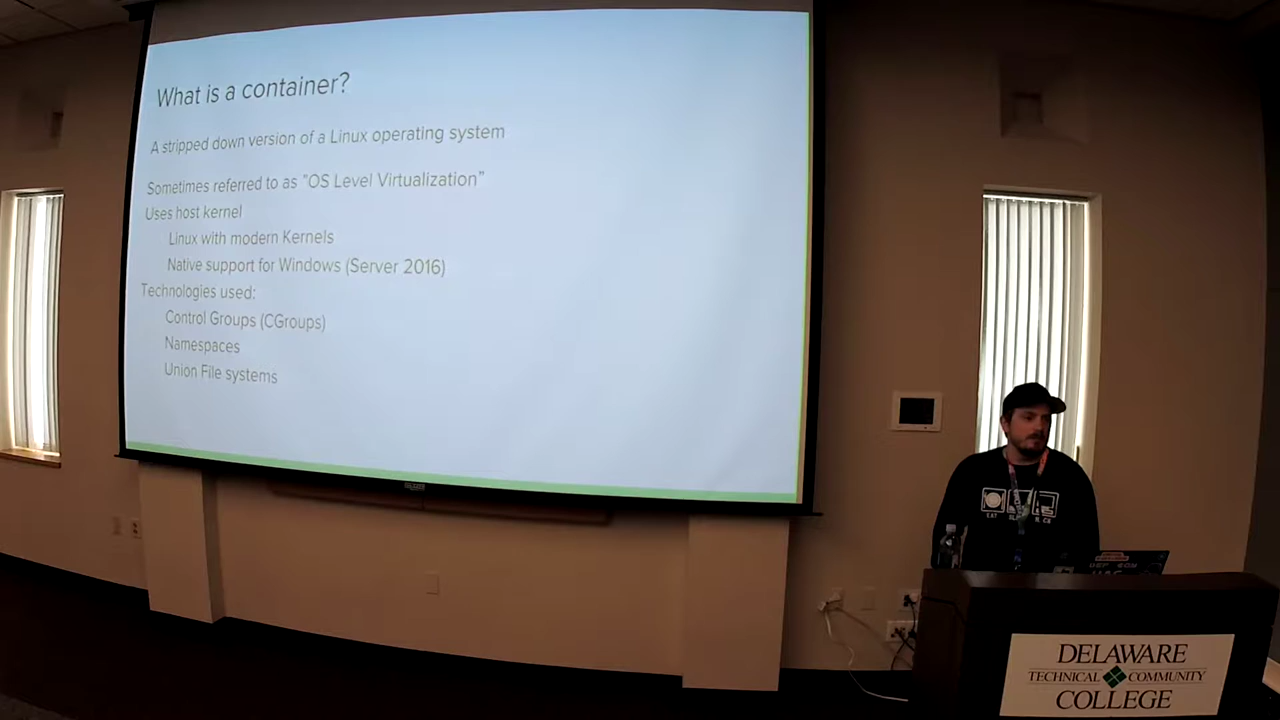 What is a container?
A stripped down version of a Linux operating system
Sometimes referred to as "OS Level Virtualization"
Uses host kernel
Linux with modern Kernels
Native support for Windows (Server 2016)
Technologies used:
Control Groups (CGroups)
Namespaces
Union File systems
EAT
DELAWARE
TECHNICAL COMMUNITY
COLLEGE